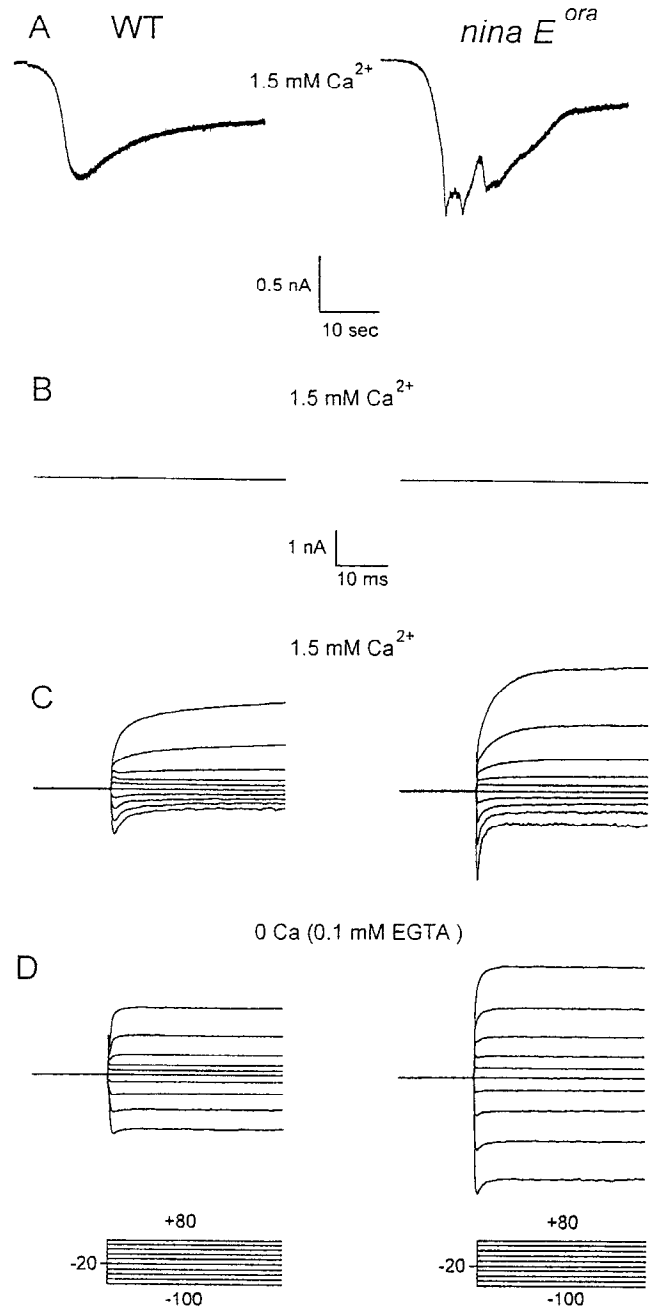 A WT nina E ora
1.5 mM Ca2+
0.5 nA
10 sec
B
1.5 mM Ca2+
1 nA
10 ms
1.5 mM Ca2+
C
0 Ca (0.1 mM EGTA )
D
+80 +80
-20 -20
-100 -100